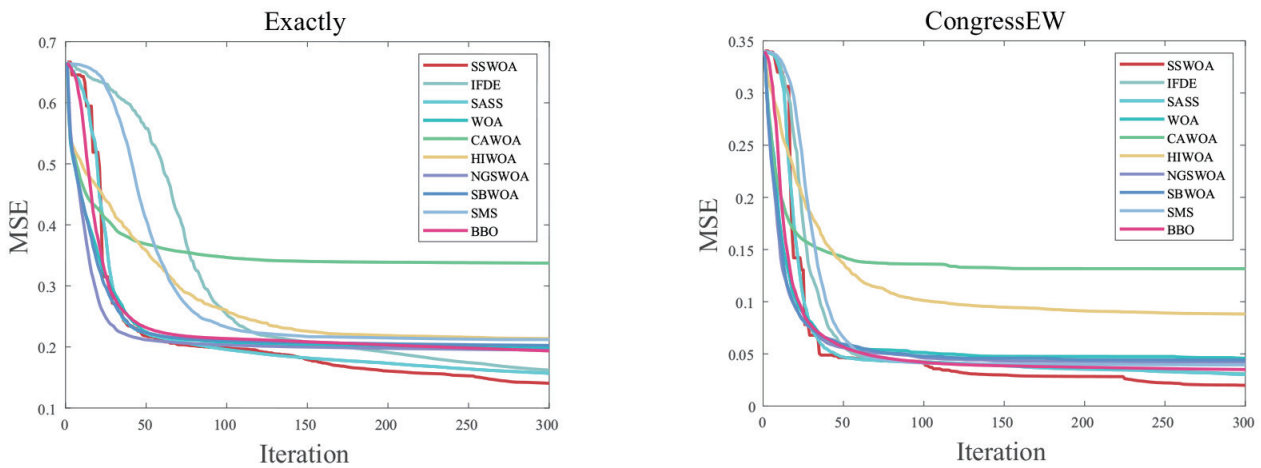 Exactly
MSE
0.7
0.6
0.5
0.4
0.3
0.2
0.1
0
50
100
150
200
250
300
Iteration
SSWOA
IFDE
SASS
WOA
CAWOA
HIWOA
NGSWOA
SBWOA
SMS
BBO
CongressEW
MSE
0.35
0.3
0.25
0.2
0.15
0.1
0.05
0
0
50
100
150
200
250
300
Iteration
SSWOA
IFDE
SASS
WOA
CAWOA
HIWOA
NGSWOA
SBWOA
SMS
BBO